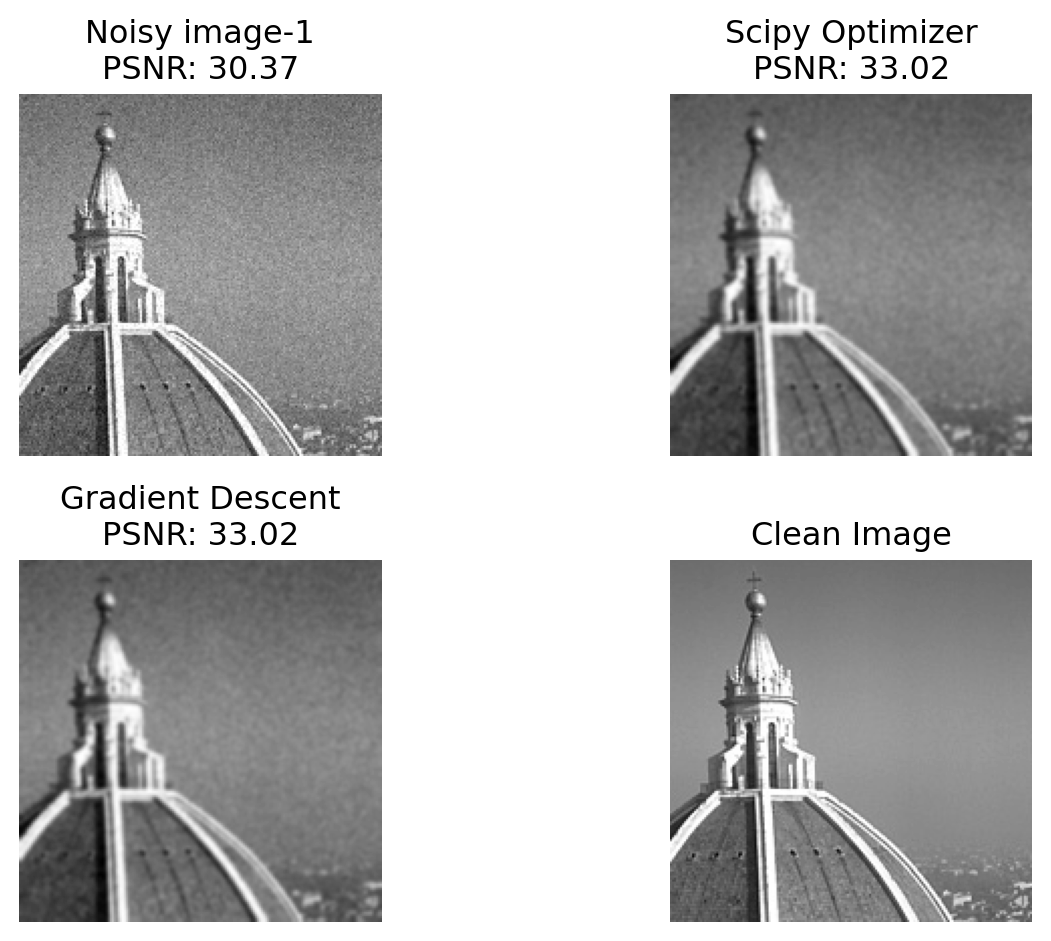 Noisy image-1
PSNR: 30.37
Scipy Optimizer
PSNR: 33.02
Gradient Descent
PSNR: 33.02
Clean Image